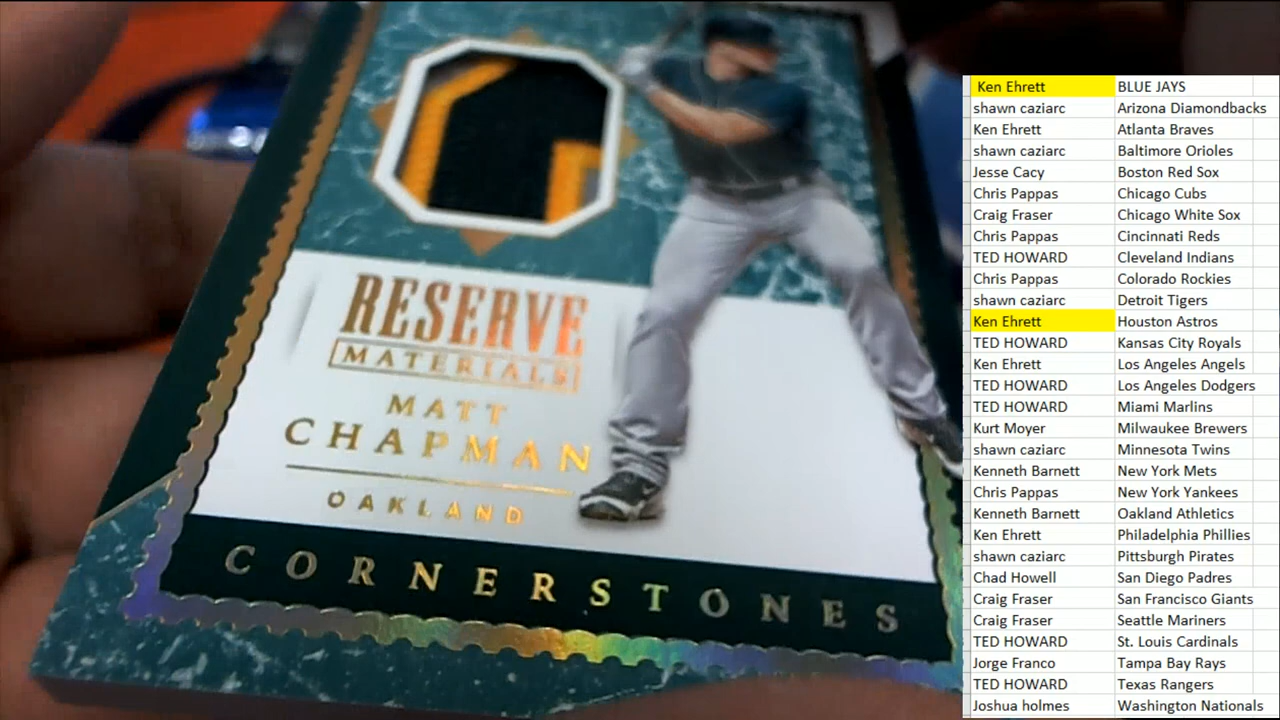 RESERVE
MATERIALS
MATT
CHAPMAN
OAKLAND
CORNERSTONES
Ken Ehrett BLUE JAYS
shawn caziarc Arizona Diamondbacks
Ken Ehrett Atlanta Braves
shawn caziarc Baltimore Orioles
Jesse Cacy Boston Red Sox
Chris Pappas Chicago Cubs
Craig Fraser Chicago White Sox
Chris Pappas Cincinnati Reds
TED HOWARD Cleveland Indians
Chris Pappas Colorado Rockies
shawn caziarc Detroit Tigers
Ken Ehrett Houston Astros
TED HOWARD Kansas City Royals
Ken Ehrett Los Angeles Angels
TED HOWARD Los Angeles Dodgers
TED HOWARD Miami Marlins
Kurt Moyer Milwaukee Brewers
shawn caziarc Minnesota Twins
Kenneth Barnett New York Mets
Chris Pappas New York Yankees
Kenneth Barnett Oakland Athletics
Ken Ehrett Philadelphia Phillies
shawn caziarc Pittsburgh Pirates
Chad Howell San Diego Padres
Craig Fraser San Francisco Giants
Craig Fraser Seattle Mariners
TED HOWARD St. Louis Cardinals
Jorge Franco Tampa Bay Rays
TED HOWARD Texas Rangers
Joshua holmes Washington Nationals